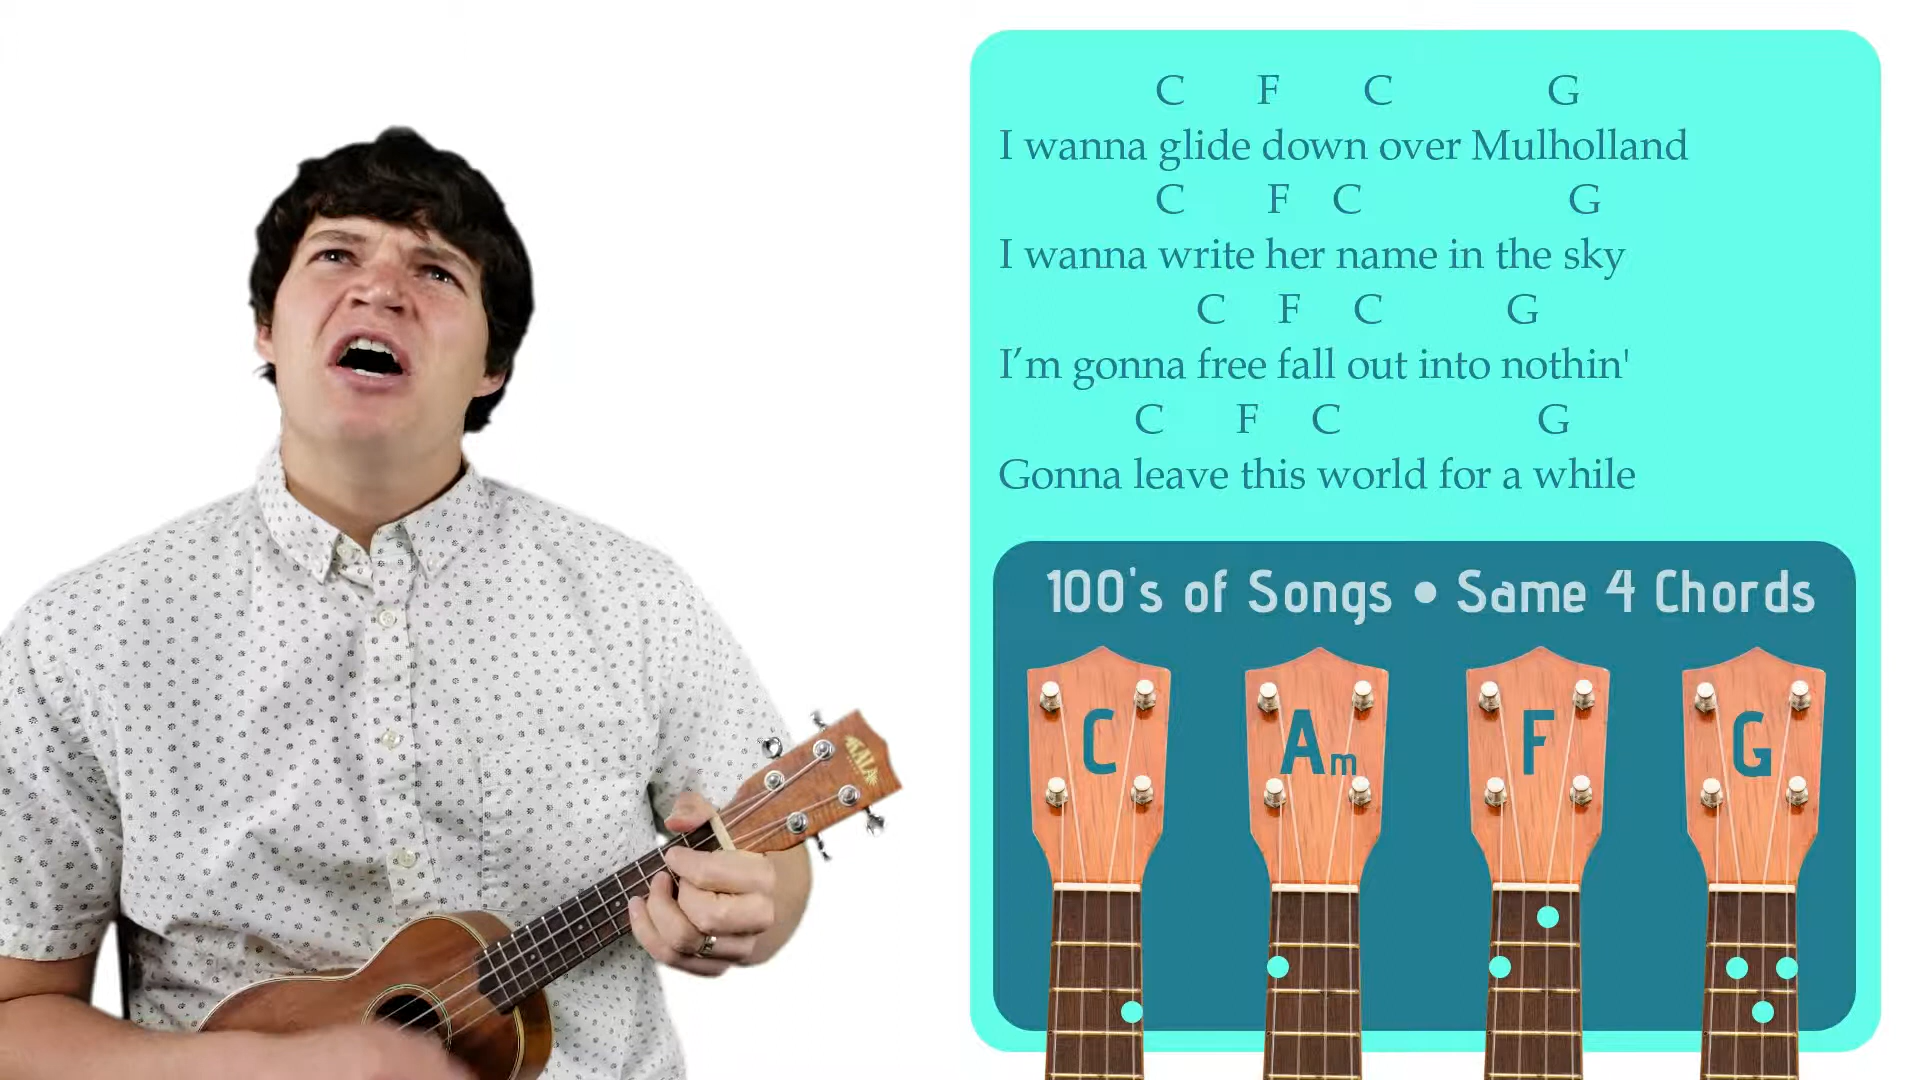 C F C G
I wanna glide down over Mulholland
C F C G
I wanna write her name in the sky
C F C G
I’m gonna free fall out into nothin'
C F C G
Gonna leave this world for a while
100's of Songs • Same 4 Chords
C Am F G
KALA